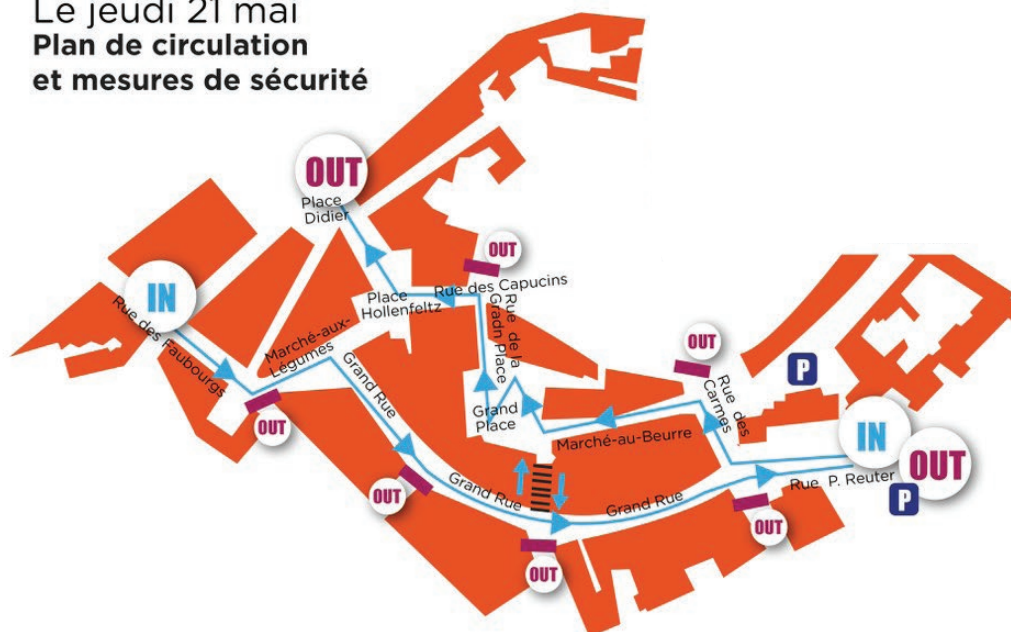 Le jeudi 21 mai
Plan de circulation
et mesures de sécurité
OUT
Place
Didier
OUT
IN
Rue des Capucins
Place
Hollenfeltz
Rue de la
Gradn Place
Rue des Faubourgs
Marché-aux-
Légumes
OUT
Grand Rue
P
Rue des
Carmes
Grand
Place
OUT
Marché-au-Beurre
IN
OUT
Grand Rue
OUT
Rue P. Reuter
Grand Rue
P
OUT
OUT